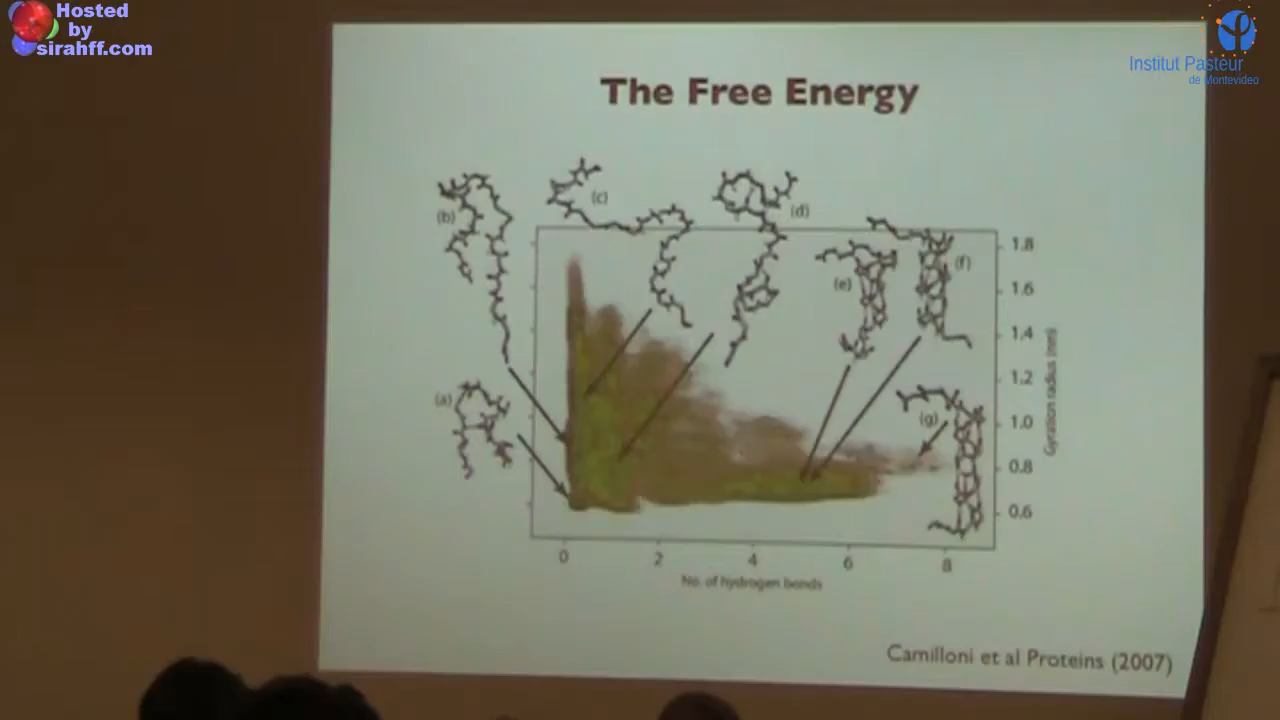 Hosted
by
sirahff.com
Institut Pasteur
de Montevideo
The Free Energy
(b)
(c)
(d)
(e)
(f)
(a)
(g)
1.8
1.6
1.4
1.2
1.0
0.8
0.6
Gyration radius (nm)
0
2
4
6
8
No. of hydrogen bonds
Camilloni et al Proteins (2007)